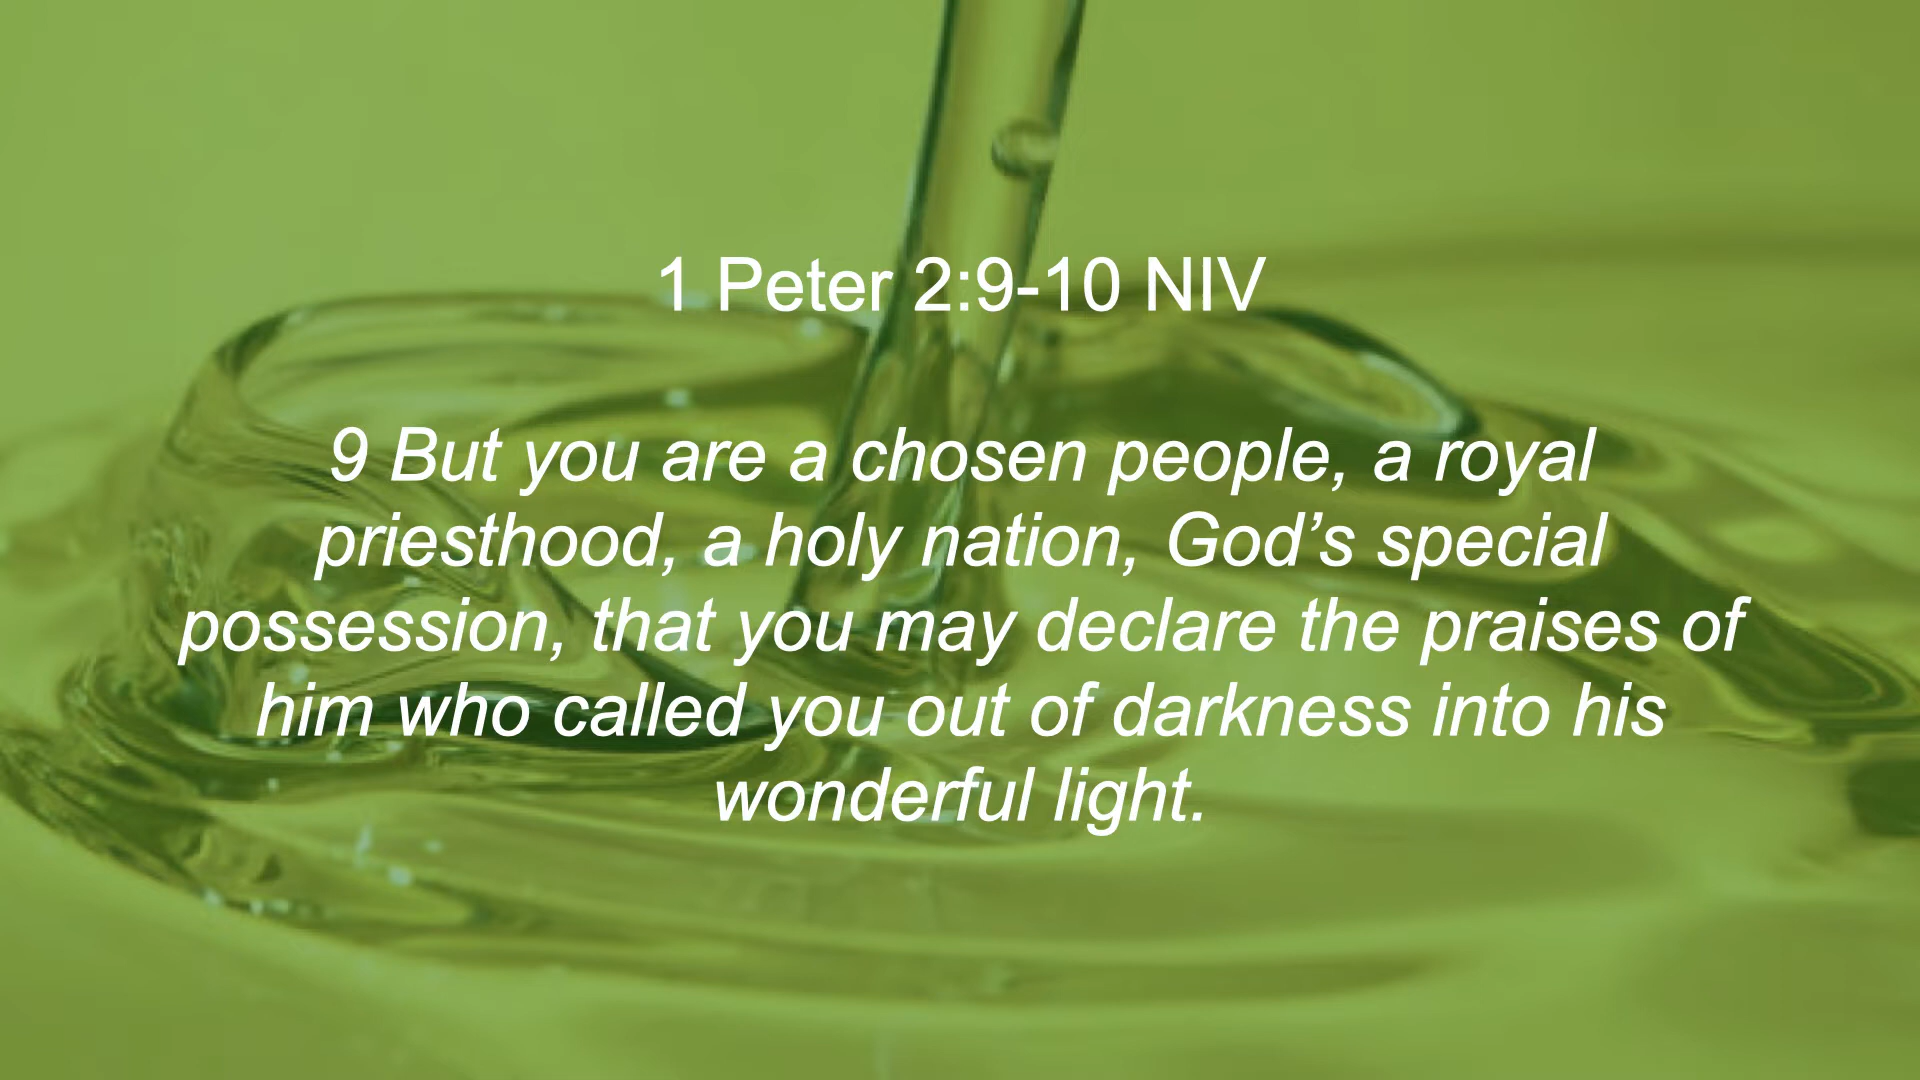 1 Peter 2:9-10 NIV
9 But you are a chosen people, a royal
priesthood, a holy nation, God’s special
possession, that you may declare the praises of
him who called you out of darkness into his
wonderful light.